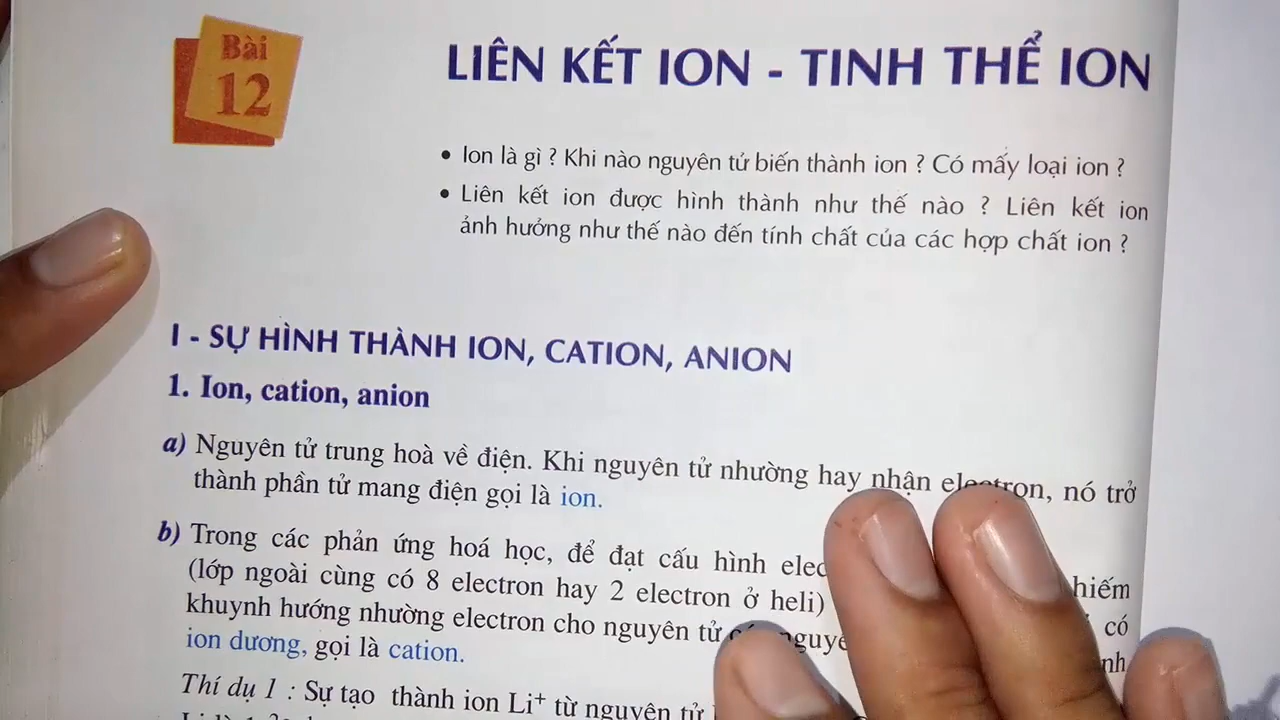 Bài
12
LIÊN KẾT ION - TINH THỂ ION
• Ion là gì ? Khi nào nguyên tử biến thành ion ? Có mấy loại ion ?
• Liên kết ion được hình thành như thế nào ? Liên kết ion
ảnh hưởng như thế nào đến tính chất của các hợp chất ion ?
I - SỰ HÌNH THÀNH ION, CATION, ANION
1. Ion, cation, anion
a) Nguyên tử trung hoà về điện. Khi nguyên tử nhường hay nhận electron, nó trở
thành phần tử mang điện gọi là ion.
b) Trong các phản ứng hoá học, để đạt cấu hình elec hiếm
(lớp ngoài cùng có 8 electron hay 2 electron ở heli) có
khuynh hướng nhường electron cho nguyên tử
ion dương, gọi là cation.
Thí dụ 1 : Sự tạo thành ion Li⁺ từ nguyên tử